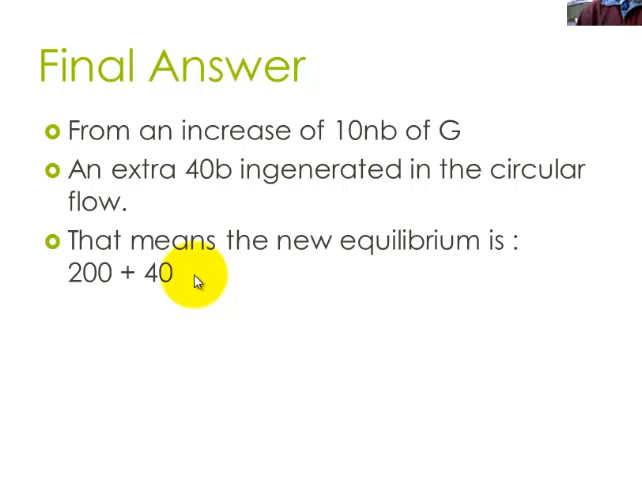 Final Answer
From an increase of 10nb of G
An extra 40b ingenerated in the circular
flow.
That means the new equilibrium is :
200 + 40